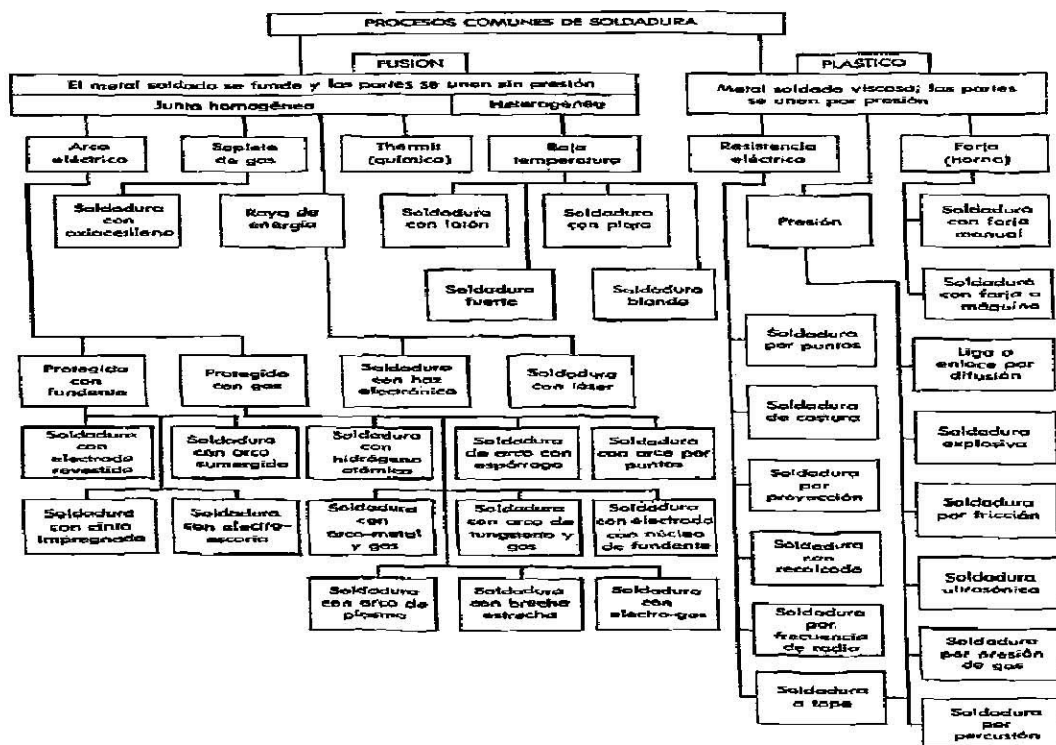 PROCESOS COMUNES DE SOLDADURA
FUSION
El metal soldado se funde y las partes se unen sin presión
Junta homogénea
Heterogénea
PLASTICO
Metal soldado viscoso; las partes
se unen por presión
Arco
eléctrico
Soplete
de gas
Thermit
(química)
Baja
temperatura
Resistencia
eléctrica
Forja
(horno)
Soldadura
con
oxiacetileno
Rayo de
energía
Soldadura
con latón
Soldadura
con plata
Presión
Soldadura
con forja
manual
Soldadura
fuerte
Soldadura
blanda
Soldadura
con forja a
máquina
Soldadura
por puntos
Protegido
con
fundente
Protegido
con gas
Soldadura
con haz
electrónico
Soldadura
con láser
Liga o
enlace por
difusión
Soldadura
de costura
Soldadura
con
electrodo
revestido
Soldadura
con arco
sumergido
Soldadura
con
hidrógeno
atómico
Soldadura
de arco con
espárrago
Soldadura
con arco por
puntos
Soldadura
explosiva
Soldadura
por
proyección
Soldadura
con cinta
impregnada
Soldadura
con electro-
escoria
Soldadura
con
arco-metal
y gas
Soldadura
con arco de
tungsteno y
gas
Soldadura
con electrodo
con núcleo
de fundente
Soldadura
por fricción
Soldadura
con
recalcado
Soldadura
con arco de
plasma
Soldadura
con brecha
estrecha
Soldadura
con
electro-gas
Soldadura
ultrasónica
Soldadura
por
frecuencia
de radio
Soldadura
por presión
de gas
Soldadura
a tope
Soldadura
por
percusión